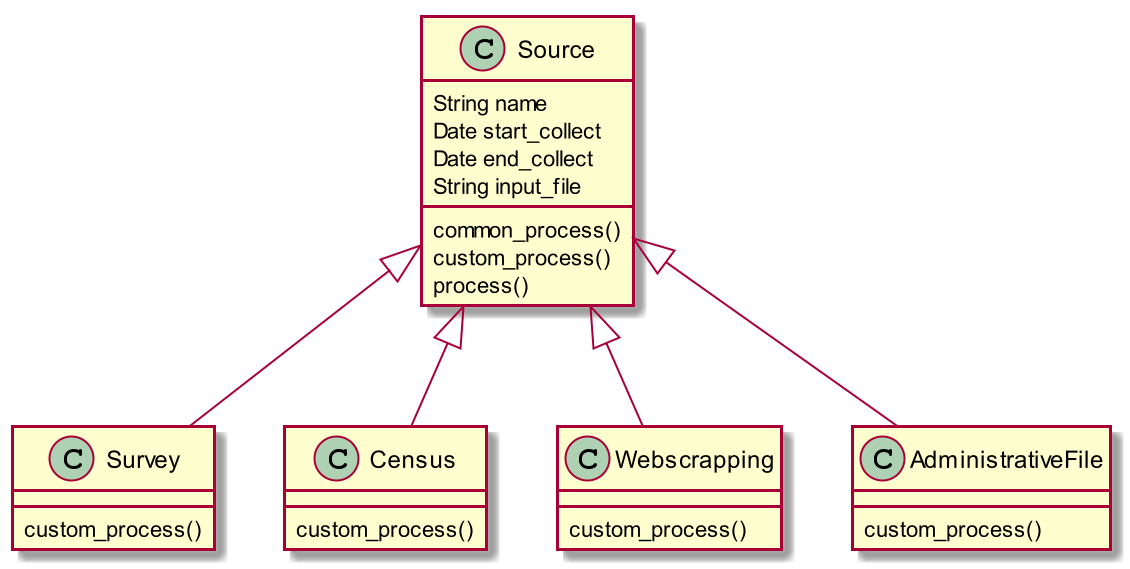 C Source
String name
Date start_collect
Date end_collect
String input_file
common_process()
custom_process()
process()
C Survey
custom_process()
C Census
custom_process()
C Webscrapping
custom_process()
C AdministrativeFile
custom_process()